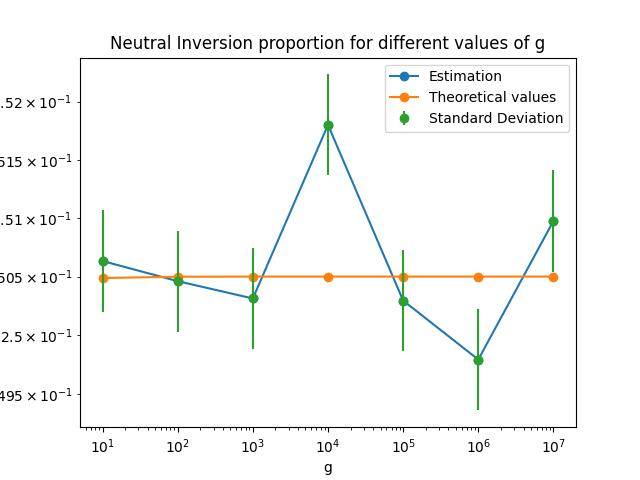 Neutral Inversion proportion for different values of g
Estimation
Theoretical values
Standard Deviation
.52 × 10⁻¹
515 × 10⁻¹
.51 × 10⁻¹
505 × 10⁻¹
2.5 × 10⁻¹
495 × 10⁻¹
10¹ 10² 10³ 10⁴ 10⁵ 10⁶ 10⁷
g